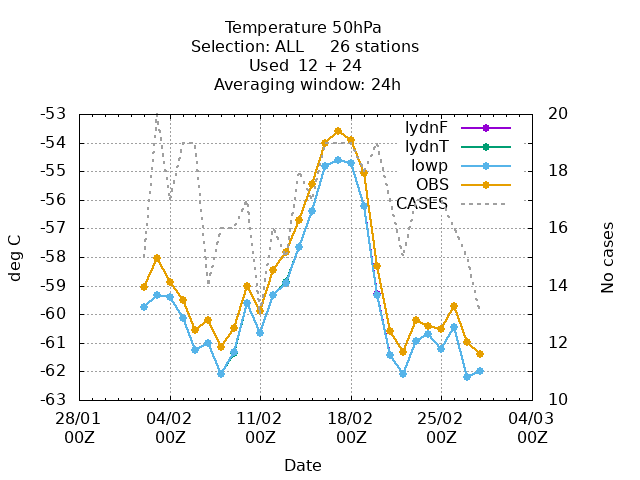 Temperature 50hPa
Selection: ALL     26 stations
Used  12 + 24
Averaging window: 24h
-53
-54
-55
-56
-57
-58
-59
-60
-61
-62
-63
deg C
20
18
16
14
12
10
No cases
lydnF
lydnT
lowp
OBS
CASES
28/01 04/02 11/02 18/02 25/02 04/03
00Z 00Z 00Z 00Z 00Z 00Z
Date